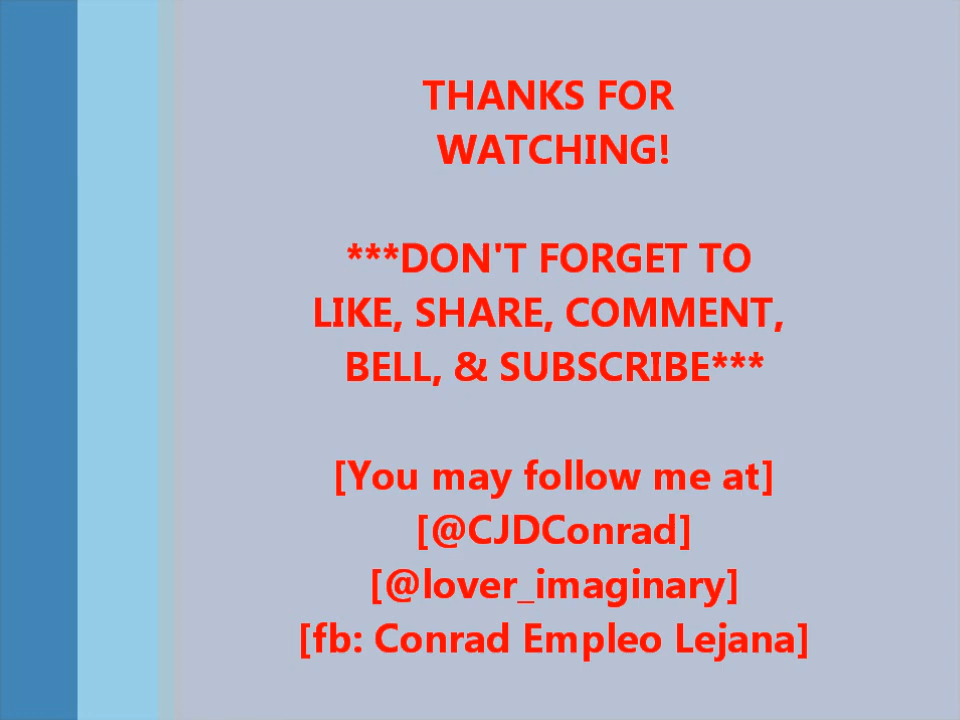 THANKS FOR
WATCHING!
***DON'T FORGET TO
LIKE, SHARE, COMMENT,
BELL, & SUBSCRIBE***
[You may follow me at]
[@CJDConrad]
[@lover_imaginary]
[fb: Conrad Empleo Lejana]